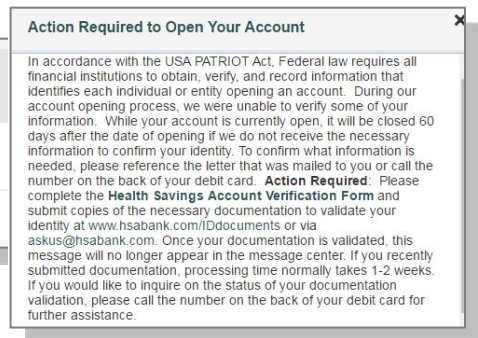 Action Required to Open Your Account
In accordance with the USA PATRIOT Act, Federal law requires all
financial institutions to obtain, verify, and record information that
identifies each individual or entity opening an account. During our
account opening process, we were unable to verify some of your
information. While your account is currently open, it will be closed 60
days after the date of opening if we do not receive the necessary
information to confirm your identity. To confirm what information is
needed, please reference the letter that was mailed to you or call the
number on the back of your debit card. Action Required: Please
complete the Health Savings Account Verification Form and
submit copies of the necessary documentation to validate your
identity at www.hsabank.com/IDdocuments or via
askus@hsabank.com. Once your documentation is validated, this
message will no longer appear in the message center. If you recently
submitted documentation, processing time normally takes 1-2 weeks.
If you would like to inquire on the status of your documentation
validation, please call the number on the back of your debit card for
further assistance.